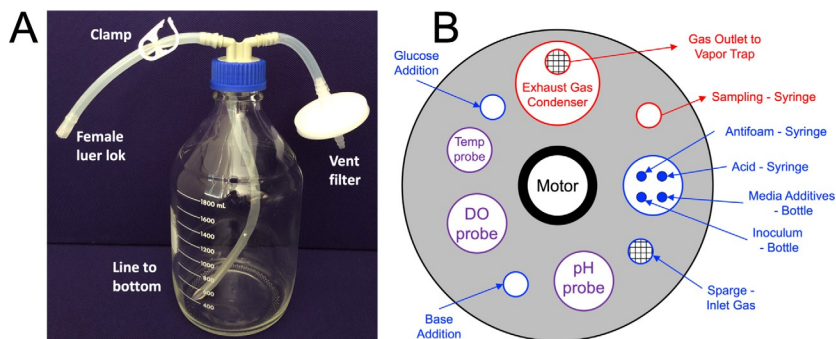 A
Clamp
Female
luer lok
Vent
filter
Line to
bottom
1800 mL
1600
1400
1200
1000
800
600
400
B
Glucose
Addition
Gas Outlet to
Vapor Trap
Exhaust Gas
Condenser
Sampling - Syringe
Temp
probe
Antifoam - Syringe
Motor
Acid - Syringe
DO
probe
Media Additives
- Bottle
Inoculum
- Bottle
pH
probe
Sparge -
Inlet Gas
Base
Addition